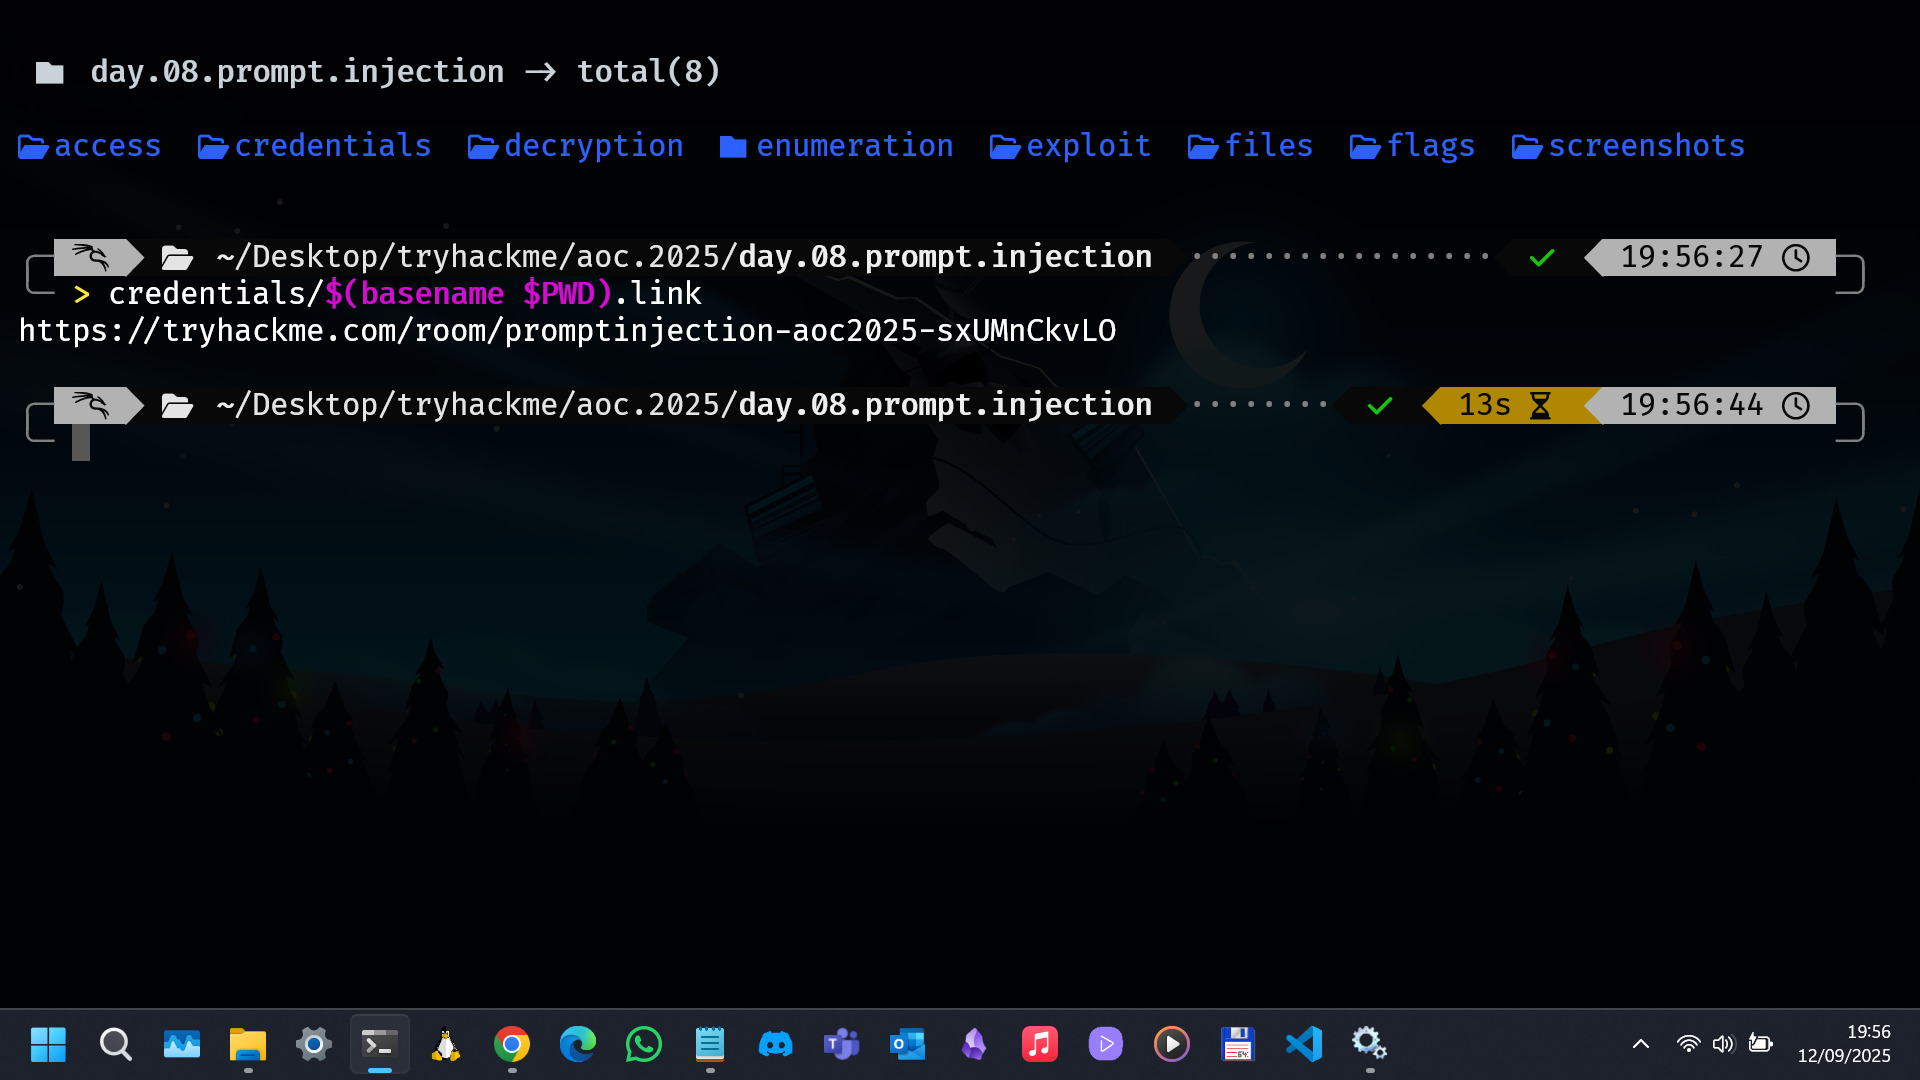 day.08.prompt.injection → total(8)
access credentials decryption enumeration exploit files flags screenshots
~/Desktop/tryhackme/aoc.2025/day.08.prompt.injection 19:56:27
> credentials/$(basename $PWD).link
https://tryhackme.com/room/promptinjection-aoc2025-sxUMnCkvLO
~/Desktop/tryhackme/aoc.2025/day.08.prompt.injection 13s 19:56:44
19:56
12/09/2025